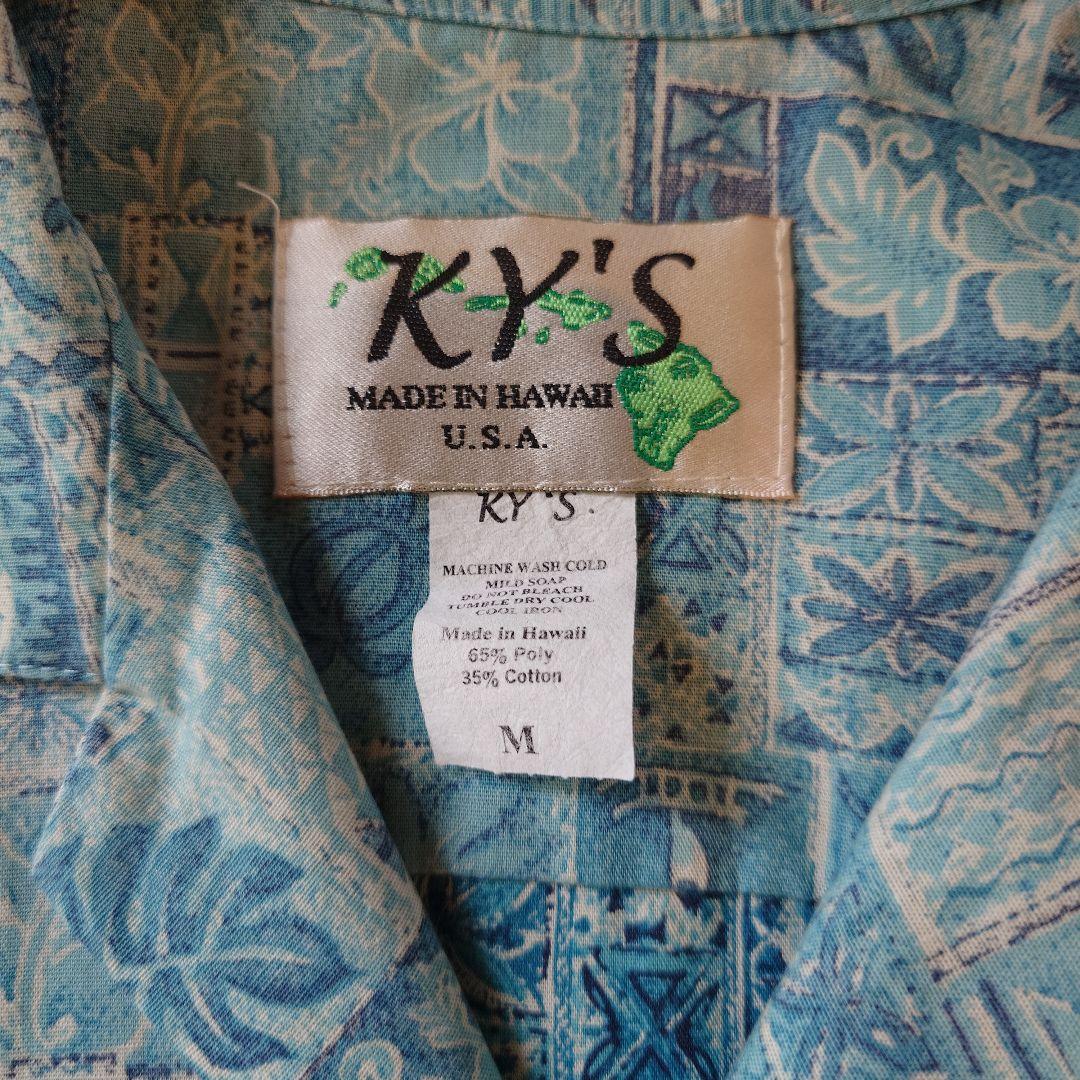 KY'S
MADE IN HAWAII
U.S.A.
KY'S.
MACHINE WASH COLD
MILD SOAP
DO NOT BLEACH
TUMBLE DRY COOL
COOL IRON
Made in Hawaii
65% Poly
35% Cotton
M